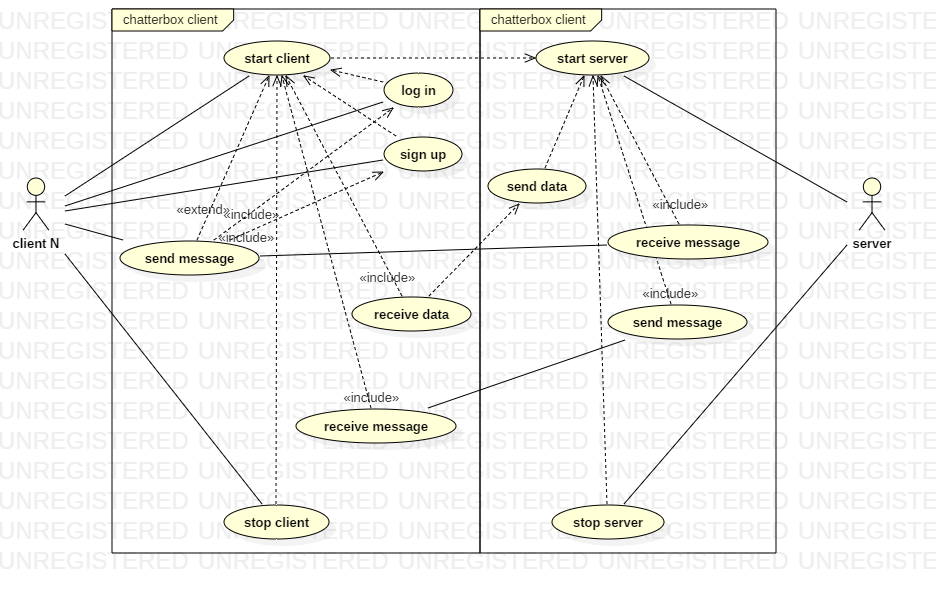 chatterbox client
chatterbox client
start client
start server
log in
sign up
send data
«include»
«extend»
«include»
«include»
client N
server
send message
receive message
«include»
«include»
receive data
send message
«include»
receive message
stop client
stop server
UNREGISTERED UNREGISTERED UNREGISTERED UNREGISTERED UNREGISTERED